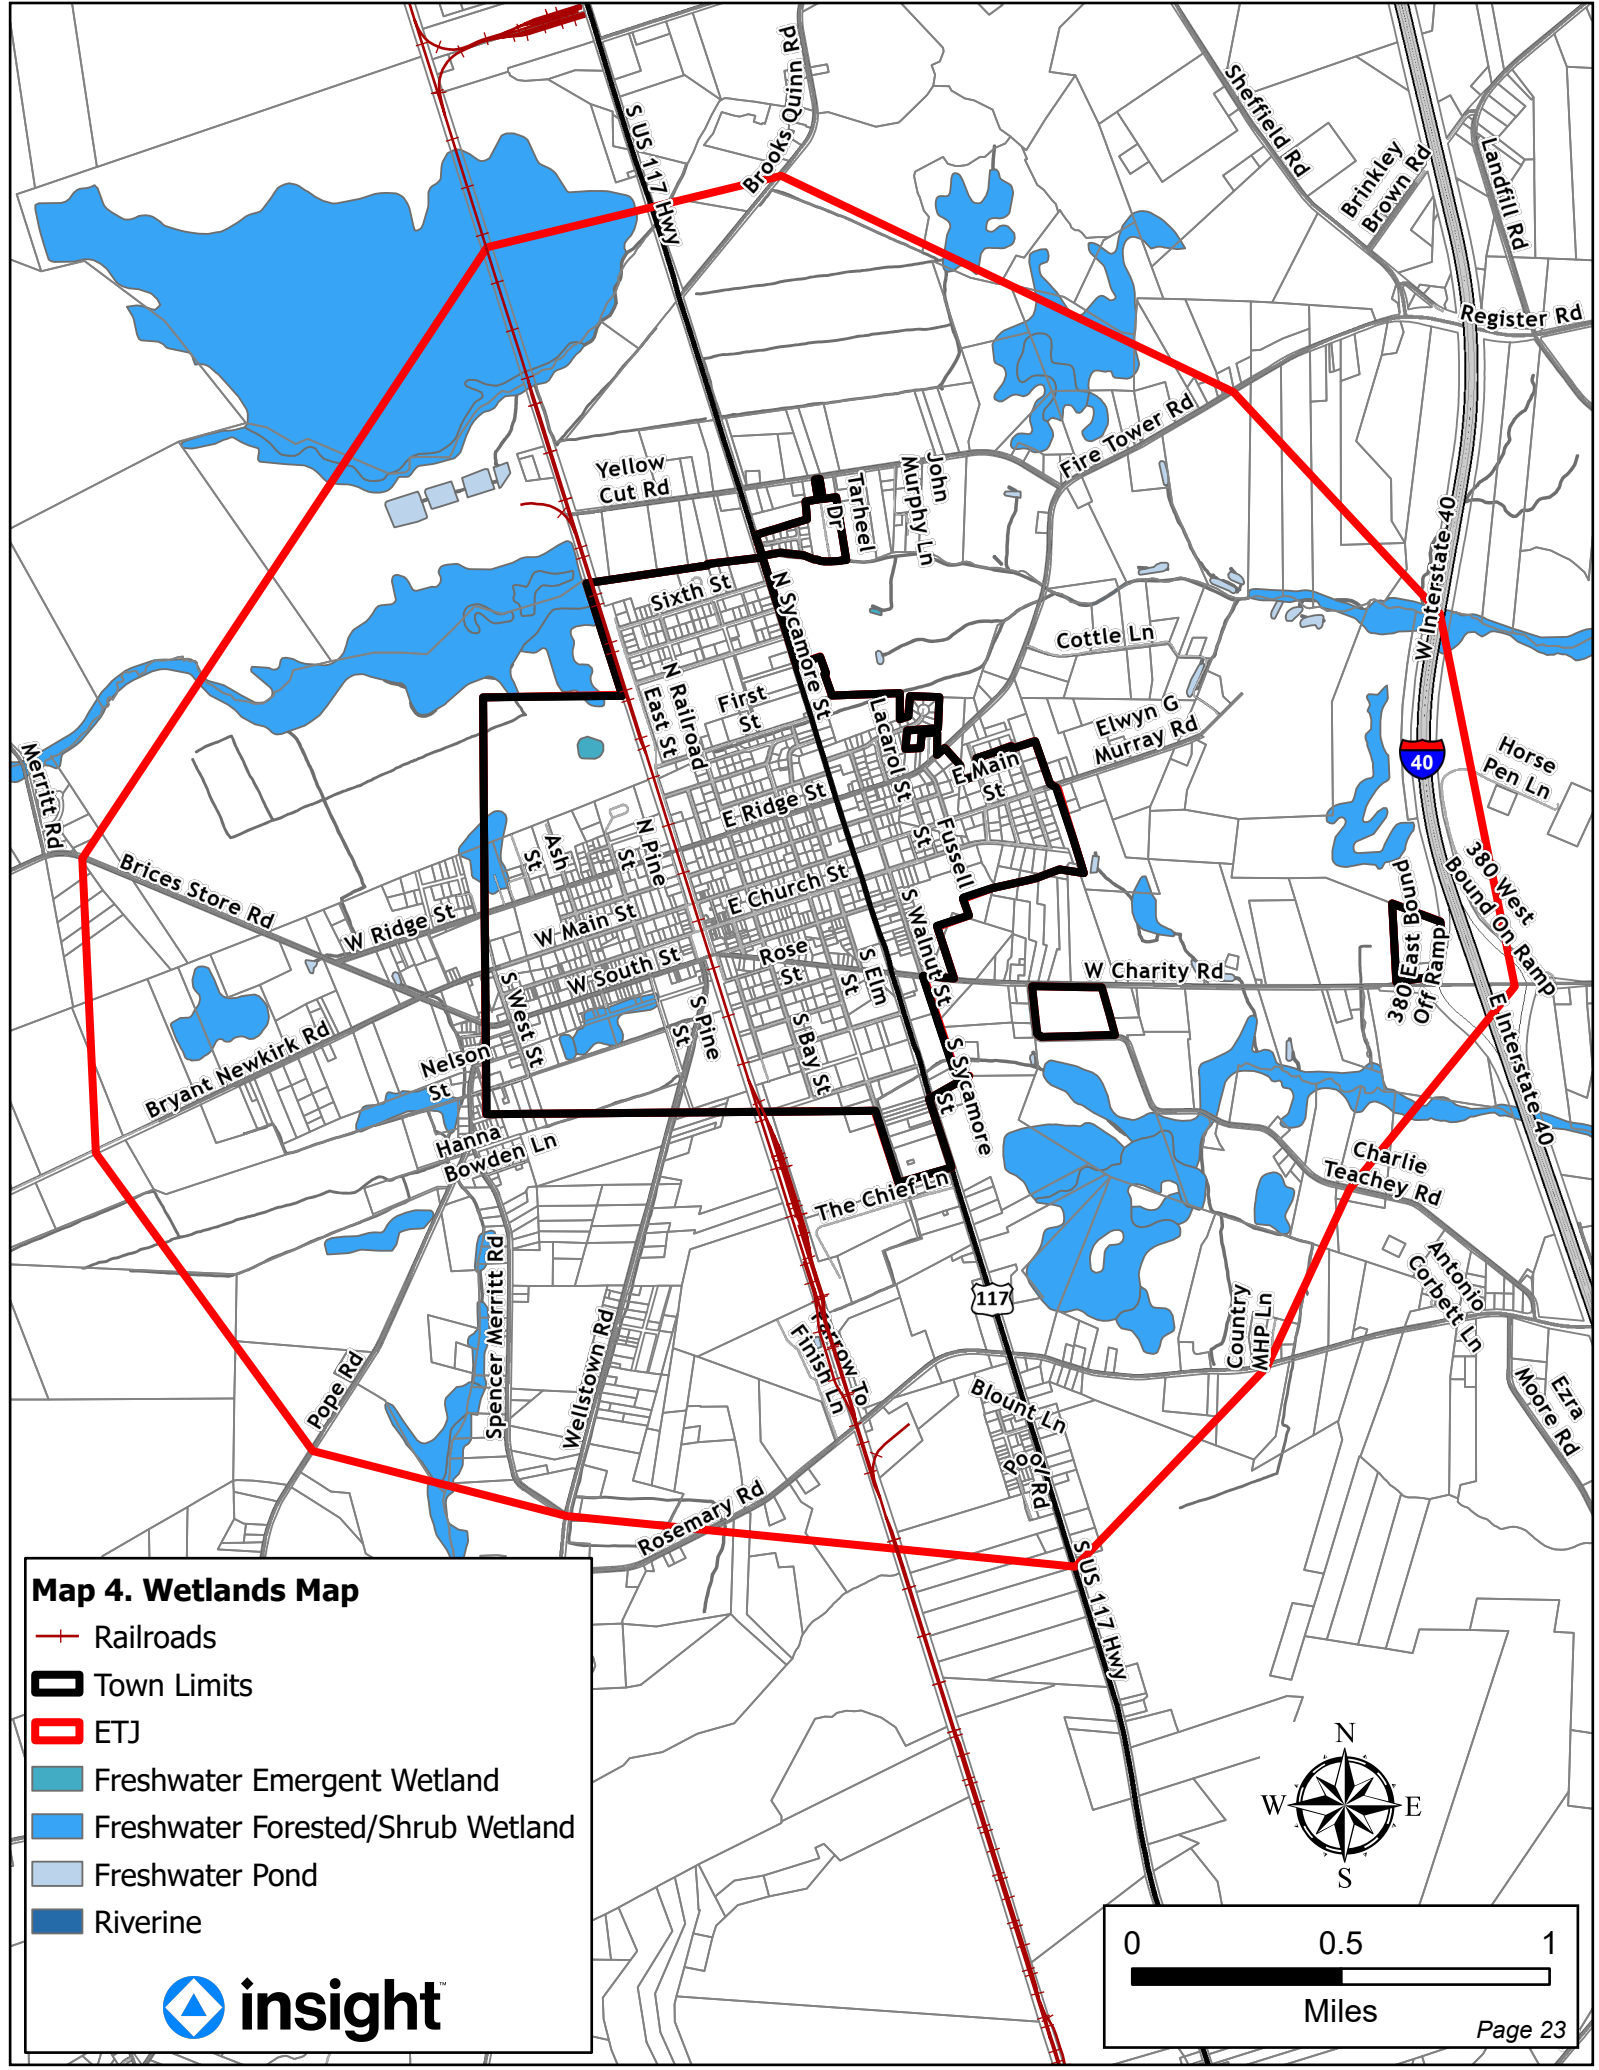 S US 117 Hwy
Brooks Quinn Rd
Sheffield Rd
Brinkley
Brown Rd
Landfill Rd
Register Rd
Fire Tower Rd
Yellow
Cut Rd
Tarheel
Dr
John
Murphy Ln
W Interstate 40
Sixth St
N Sycamore St
Cottle Ln
N Railroad
East St
First
St
Lacarol St
Elwyn G
Murray Rd
E Main
St
40
Horse
Pen Ln
Merritt Rd
Brices Store Rd
Ash
St
N Pine
St
E Ridge St
Fussell
St
380 West
Bound On Ramp
W Ridge St
W Main St
E Church St
S Walnut St
380 East Bound
Off Ramp
W South St
Rose
St
S Elm
St
W Charity Rd
S West St
S Pine
St
S Bay St
E Interstate 40
Bryant Newkirk Rd
Nelson
St
S Sycamore
St
Hanna
Bowden Ln
Charlie
Teachey Rd
The Chief Ln
Spencer Merritt Rd
117
Country
MHP Ln
Antonio
Corbett Ln
Wellstown Rd
Farrow To
Finish Ln
Pope Rd
Blount Ln
Pool Rd
Ezra
Moore Rd
Rosemary Rd
S US 117 Hwy
Map 4. Wetlands Map
Railroads
Town Limits
ETJ
Freshwater Emergent Wetland
Freshwater Forested/Shrub Wetland
Freshwater Pond
Riverine
insight™
N
W
E
S
0 0.5 1
Miles
Page 23